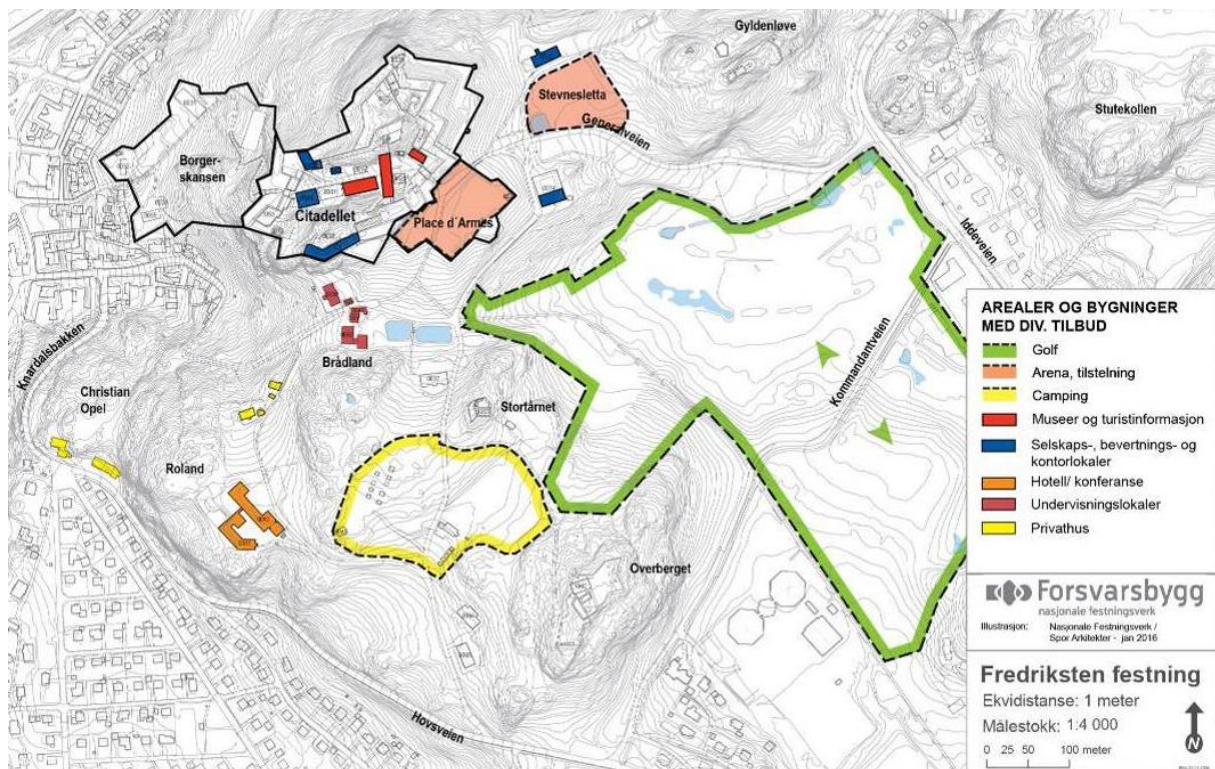 Gyldenløve
Stevnesletta
Generalveien
Stutekollen
Borger-
skansen
Citadellet
Place d´Armes
Iddeveien
Knardalsbakken
Brådland
Kommandantveien
Christian
Opel
Stortårnet
Roland
Overberget
Hovsveien
AREALER OG BYGNINGER
MED DIV. TILBUD
Golf
Arena, tilstelning
Camping
Museer og turistinformasjon
Selskaps-, bevertnings- og
kontorlokaler
Hotell/ konferanse
Undervisningslokaler
Privathus
Forsvarsbygg
nasjonale festningsverk
Illustrasjon: Nasjonale Festningsverk /
Spor Arkitekter - jan 2016
Fredriksten festning
Ekvidistanse: 1 meter
Målestokk: 1:4 000
0 25 50 100 meter
N